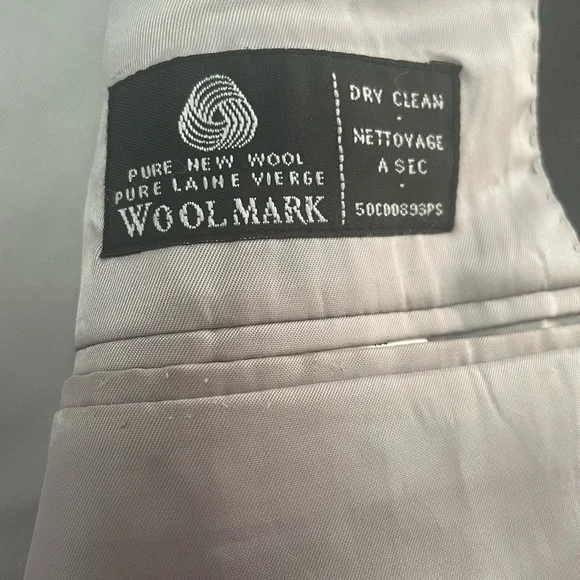 PURE NEW WOOL
PURE LAINE VIERGE
WOOLMARK
DRY CLEAN
NETTOYAGE
A SEC
50C00893PS